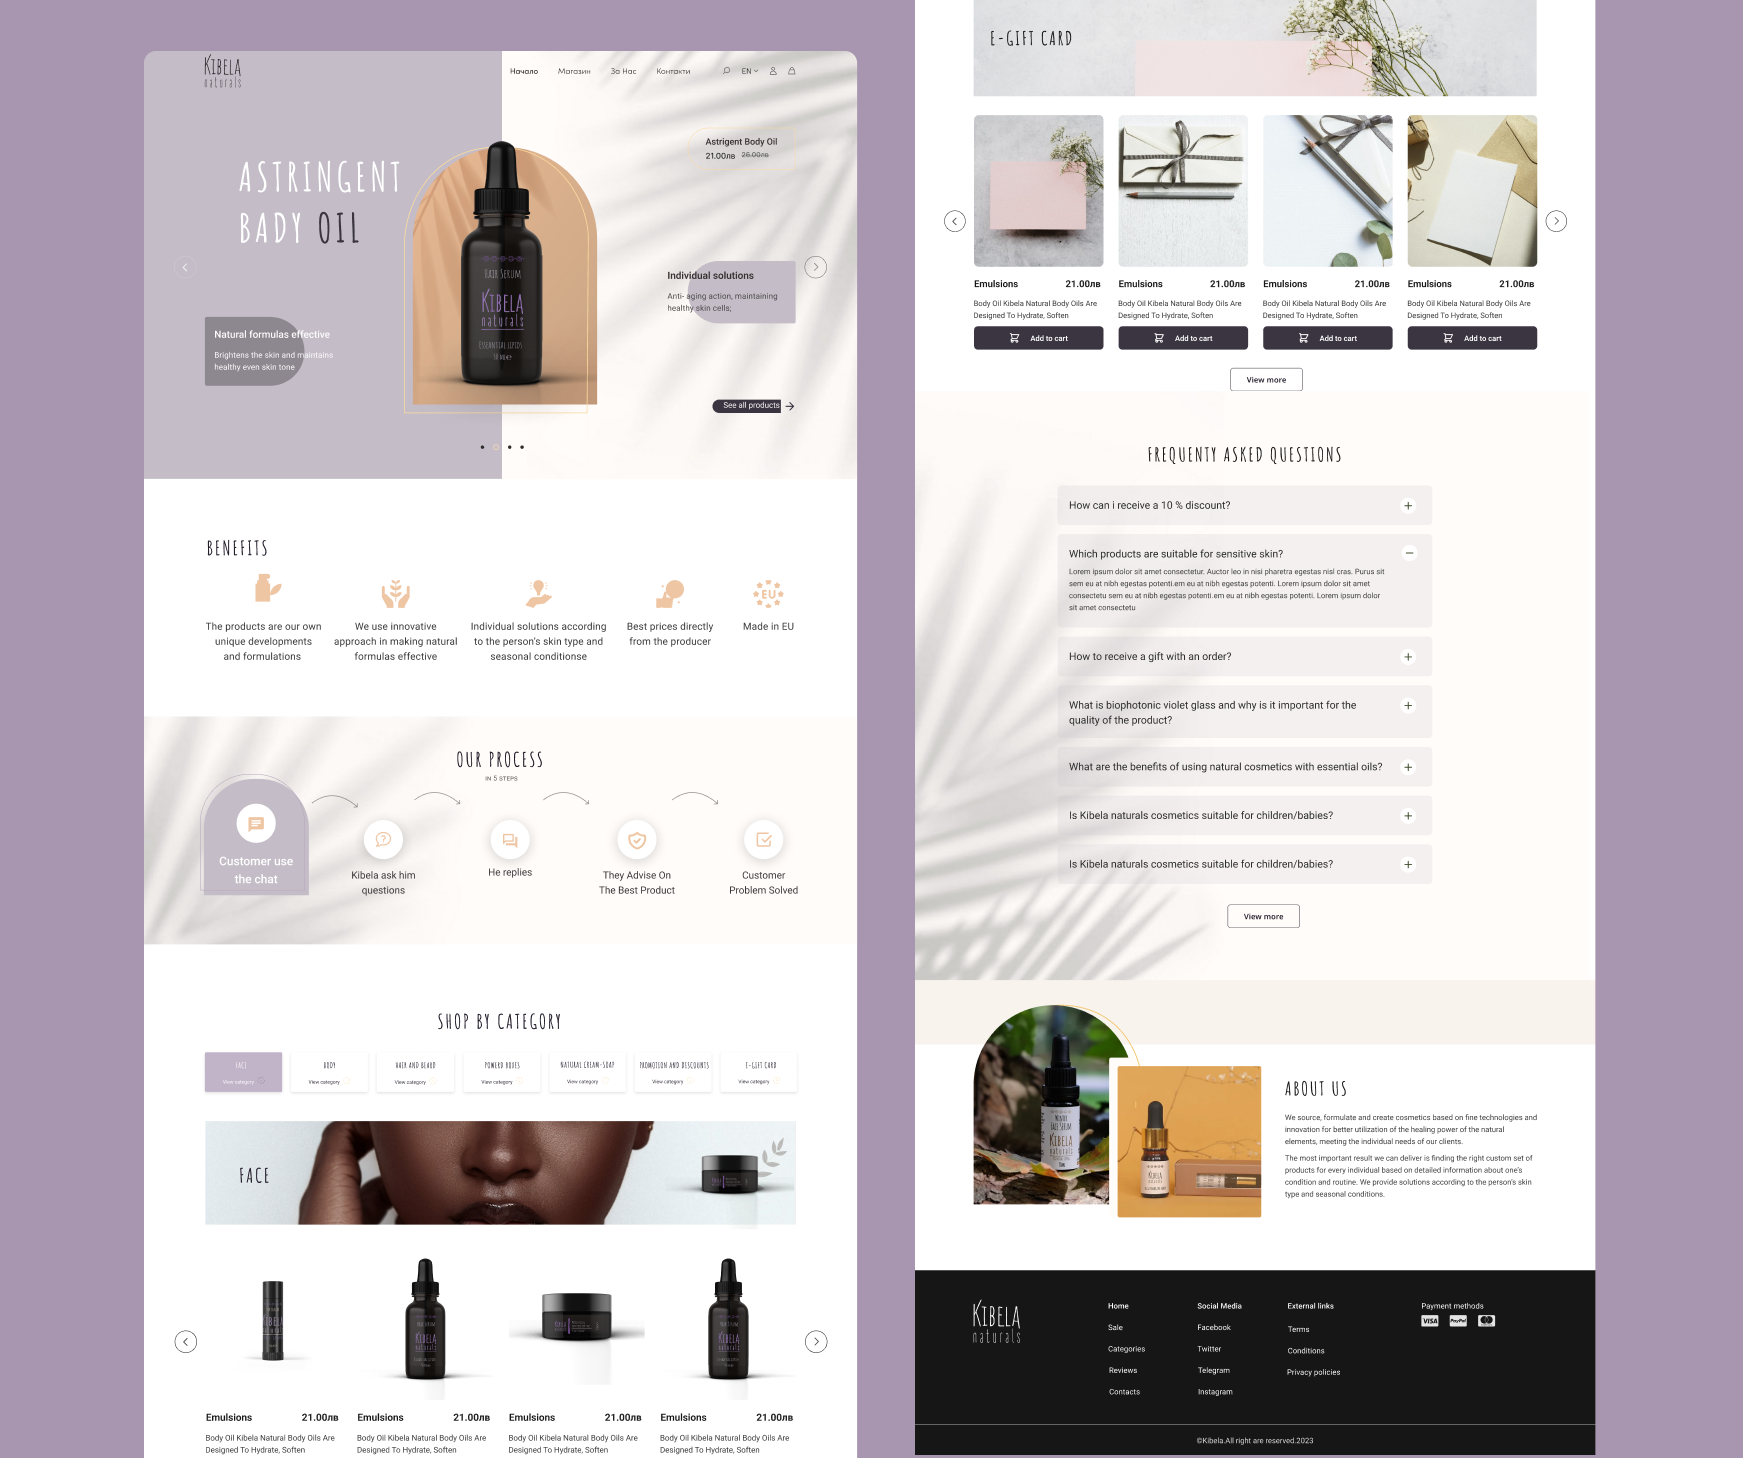 KIBELA
naturals
Начало
Магазин
За Нас
Контакти
EN
ASTRINGENT
BADY OIL
Astrigent Body Oil
21.00лв 26.00лв
HAIR SERUM
KIBELA
naturals
ESSENTIAL LIPIDS
Individual solutions
Anti- aging action, maintaining
healthy skin cells;
Natural formulas effective
Brightens the skin and maintains
healthy even skin tone
See all products
BENEFITS
The products are our own
unique developments
and formulations
We use innovative
approach in making natural
formulas effective
Individual solutions according
to the person's skin type and
seasonal conditionse
Best prices directly
from the producer
EU
Made in EU
OUR PROCESS
IN 5 STEPS
Customer use
the chat
Kibela ask him
questions
He replies
They Advise On
The Best Product
Customer
Problem Solved
SHOP BY CATEGORY
FACE
View category
BODY
View category
HAIR AND BEARD
View category
POWERD BOXES
View category
NATURAL CREAM-SOAP
View category
PROMOTION AND DISCOUNTS
View category
E-GIFT CARD
View category
FACE
KIBELA
naturals
KIBELA
naturals
Emulsions 21.00лв
Body Oil Kibela Natural Body Oils Are
Designed To Hydrate, Soften
Emulsions 21.00лв
Body Oil Kibela Natural Body Oils Are
Designed To Hydrate, Soften
Emulsions 21.00лв
Body Oil Kibela Natural Body Oils Are
Designed To Hydrate, Soften
Emulsions 21.00лв
Body Oil Kibela Natural Body Oils Are
Designed To Hydrate, Soften
E-GIFT CARD
Emulsions 21.00лв
Body Oil Kibela Natural Body Oils Are
Designed To Hydrate, Soften
Add to cart
Emulsions 21.00лв
Body Oil Kibela Natural Body Oils Are
Designed To Hydrate, Soften
Add to cart
Emulsions 21.00лв
Body Oil Kibela Natural Body Oils Are
Designed To Hydrate, Soften
Add to cart
Emulsions 21.00лв
Body Oil Kibela Natural Body Oils Are
Designed To Hydrate, Soften
Add to cart
View more
FREQUENTY ASKED QUESTIONS
How can i receive a 10 % discount?
Which products are suitable for sensitive skin?
Lorem ipsum dolor sit amet consectetur. Auctor leo in nisi pharetra egestas nisl cras. Purus sit
sem eu at nibh egestas potenti.em eu at nibh egestas potenti. Lorem ipsum dolor sit amet
consectetu sem eu at nibh egestas potenti.em eu at nibh egestas potenti. Lorem ipsum dolor
sit amet consectetu
How to receive a gift with an order?
What is biophotonic violet glass and why is it important for the
quality of the product?
What are the benefits of using natural cosmetics with essential oils?
Is Kibela naturals cosmetics suitable for children/babies?
Is Kibela naturals cosmetics suitable for children/babies?
View more
WINTER
FACE SERUM
KIBELA
naturals
KIBELA
ABOUT US
We source, formulate and create cosmetics based on fine technologies and
innovation for better utilization of the healing power of the natural
elements, meeting the individual needs of our clients.
The most important result we can deliver is finding the right custom set of
products for every individual based on detailed information about one's
condition and routine. We provide solutions according to the person's skin
type and seasonal conditions.
KIBELA
naturals
Home
Sale
Categories
Reviews
Contacts
Social Media
Facebook
Twitter
Telegram
Instagram
External links
Terms
Conditions
Privacy policies
Payment methods
VISA PayPal
©Kibela.All right are reserved.2023